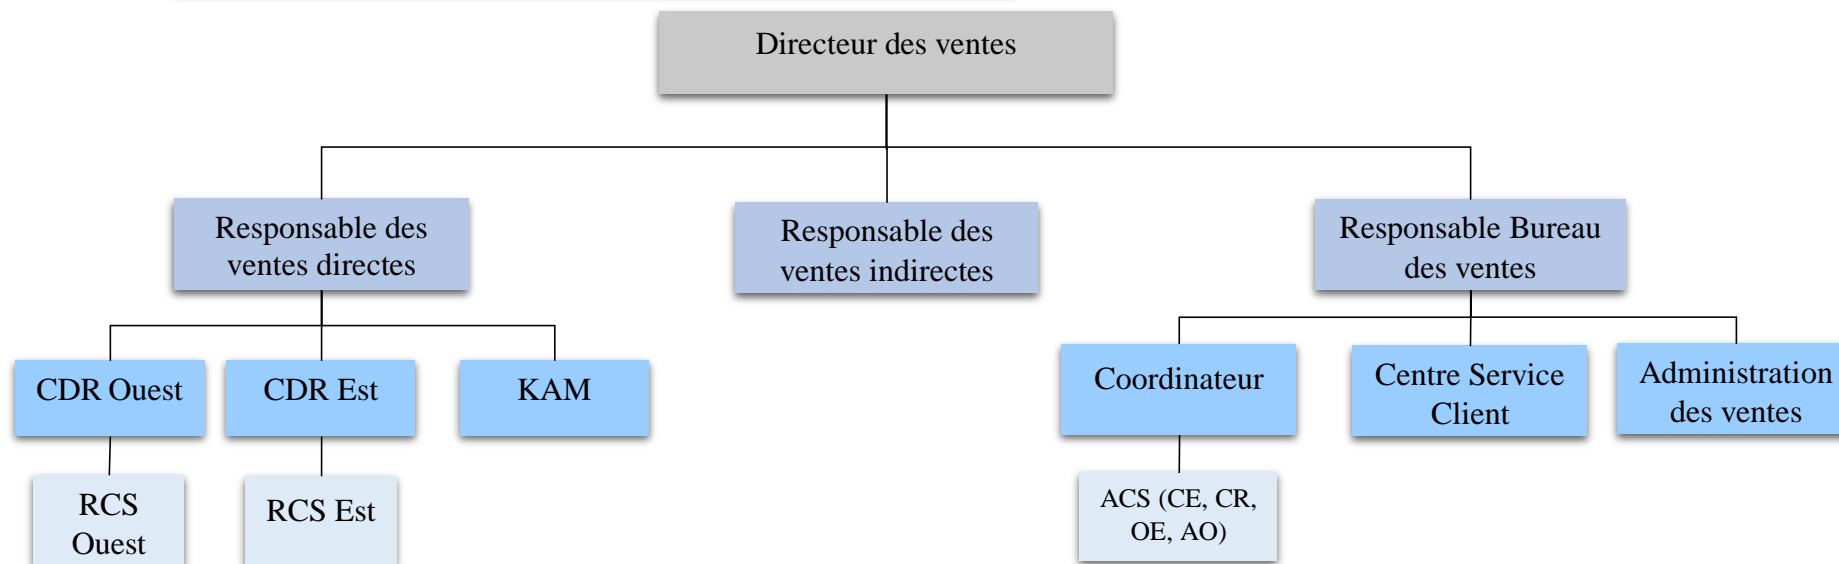 Directeur des ventes
Responsable des
ventes directes
Responsable des
ventes indirectes
Responsable Bureau
des ventes
CDR Ouest
CDR Est
KAM
Coordinateur
Centre Service
Client
Administration
des ventes
RCS
Ouest
RCS Est
ACS (CE, CR,
OE, AO)